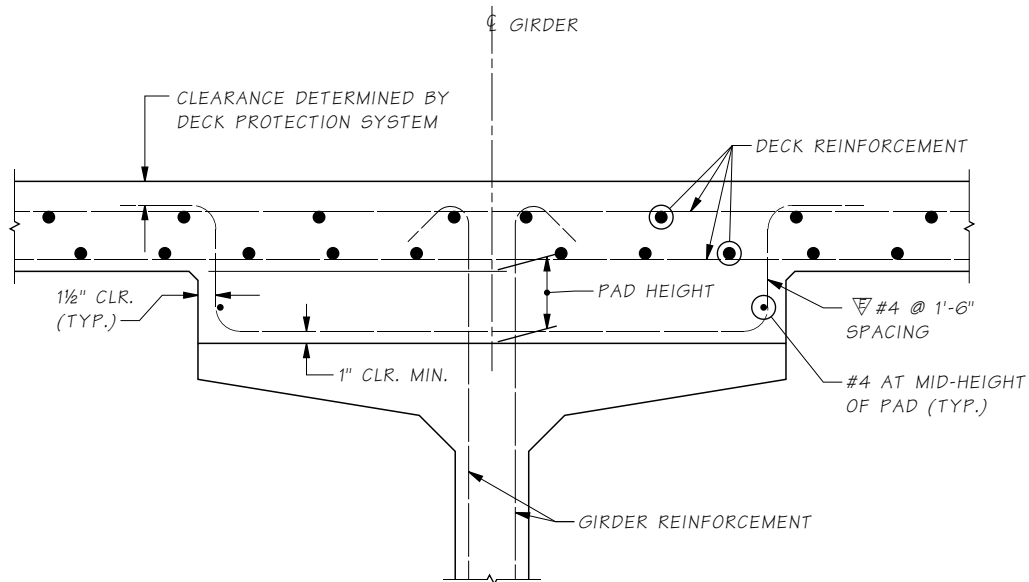 ℄ GIRDER
CLEARANCE DETERMINED BY
DECK PROTECTION SYSTEM
DECK REINFORCEMENT
1½" CLR.
(TYP.)
PAD HEIGHT
E #4 @ 1'-6"
SPACING
1" CLR. MIN.
#4 AT MID-HEIGHT
OF PAD (TYP.)
GIRDER REINFORCEMENT